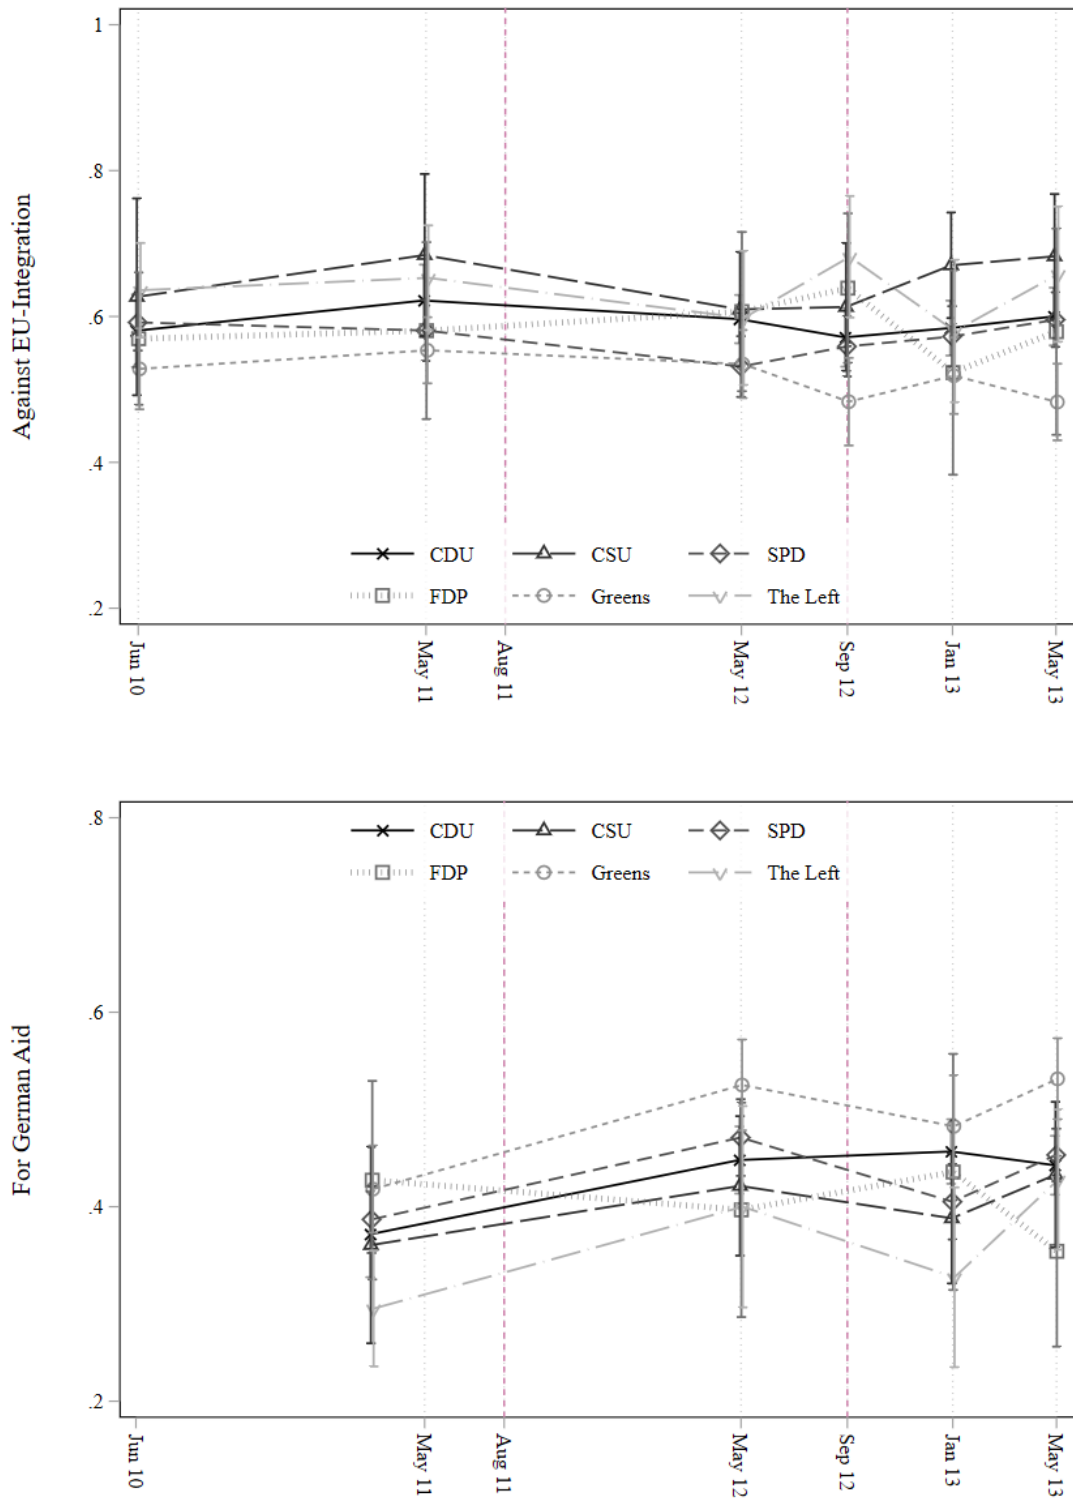 1
.8
.6
.4
.2
Against EU-Integration
CDU CSU SPD
FDP Greens The Left
Jun 10 May 11 Aug 11 May 12 Sep 12 Jan 13 May 13
.8
.6
.4
.2
For German Aid
CDU CSU SPD
FDP Greens The Left
Jun 10 May 11 Aug 11 May 12 Sep 12 Jan 13 May 13